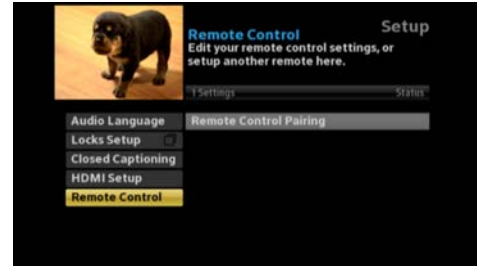 Setup
Remote Control
Edit your remote control settings, or
setup another remote here.
1 Settings Status
Audio Language
Remote Control Pairing
Locks Setup
Closed Captioning
HDMI Setup
Remote Control